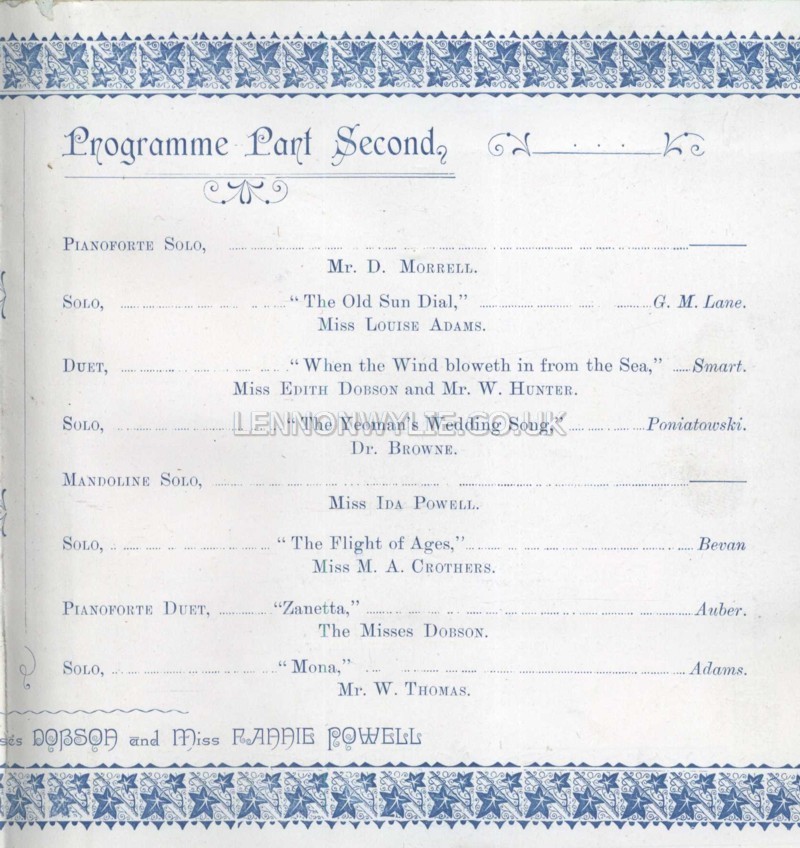 Programme Part Second,
Pianoforte Solo, ——
Mr. D. Morrell.
Solo, "The Old Sun Dial," G. M. Lane.
Miss Louise Adams.
Duet, "When the Wind bloweth in from the Sea," Smart.
Miss Edith Dobson and Mr. W. Hunter.
Solo, "The Yeoman's Wedding Song," Poniatowski.
LENNONWYLIE.CO.UK
Dr. Browne.
Mandoline Solo, ——
Miss Ida Powell.
Solo, "The Flight of Ages," Bevan
Miss M. A. Crothers.
Pianoforte Duet, "Zanetta," Auber.
The Misses Dobson.
Solo, "Mona," Adams.
Mr. W. Thomas.
Dobson and Miss Fannie Powell